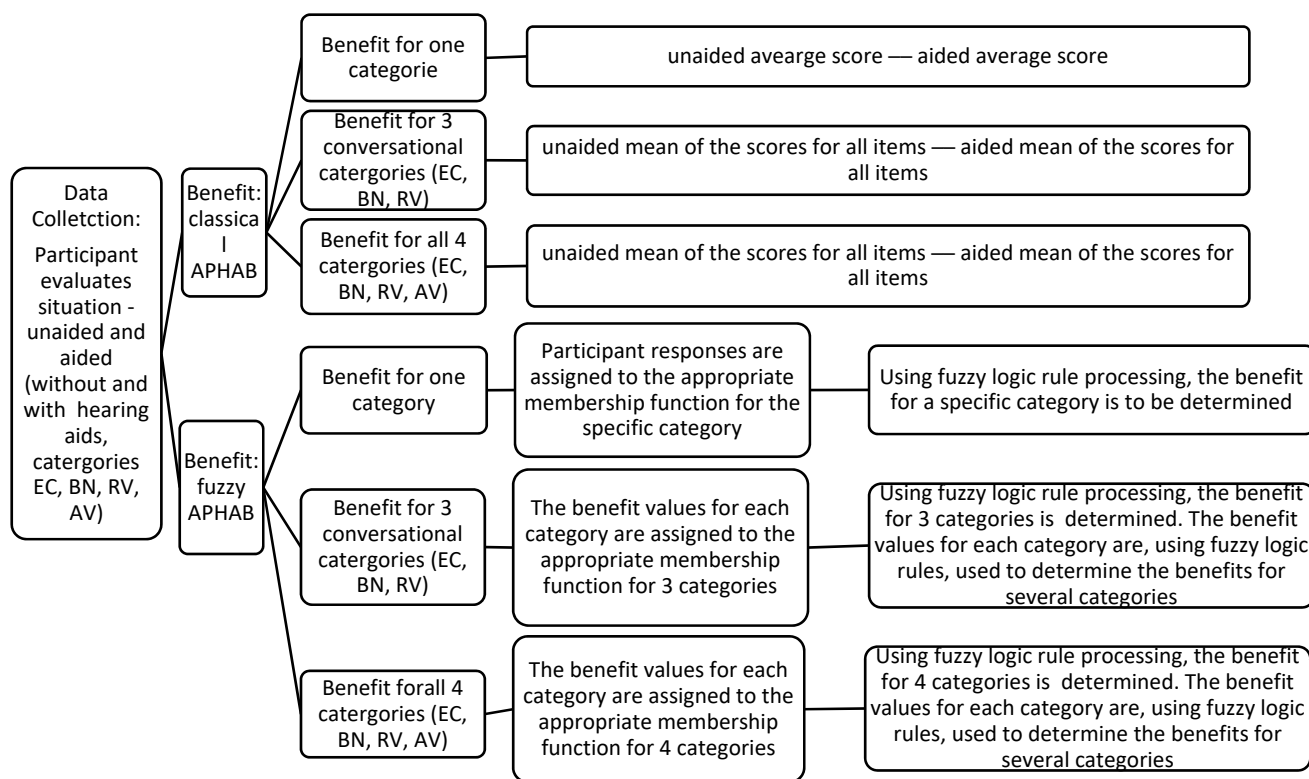 Data
Colletction:
Participant
evaluates
situation -
unaided and
aided
(without and
with hearing
aids,
catergories
EC, BN, RV,
AV)
Benefit:
classica
l
APHAB
Benefit for one
categorie
unaided avearge score — aided average score
Benefit for 3
conversational
catergories (EC,
BN, RV)
unaided mean of the scores for all items — aided mean of the scores for
all items
Benefit for all 4
catergories (EC,
BN, RV, AV)
unaided mean of the scores for all items — aided mean of the scores for
all items
Benefit:
fuzzy
APHAB
Benefit for one
category
Participant responses are
assigned to the appropriate
membership function for the
specific category
Using fuzzy logic rule processing, the benefit
for a specific category is to be determined
Benefit for 3
conversational
catergories (EC,
BN, RV)
The benefit values for each
category are assigned to the
appropriate membership
function for 3 categories
Using fuzzy logic rule processing, the benefit
for 3 categories is determined. The benefit
values for each category are, using fuzzy logic
rules, used to determine the benefits for
several categories
Benefit forall 4
catergories (EC,
BN, RV, AV)
The benefit values for each
category are assigned to the
appropriate membership
function for 4 categories
Using fuzzy logic rule processing, the benefit
for 4 categories is determined. The benefit
values for each category are, using fuzzy logic
rules, used to determine the benefits for
several categories